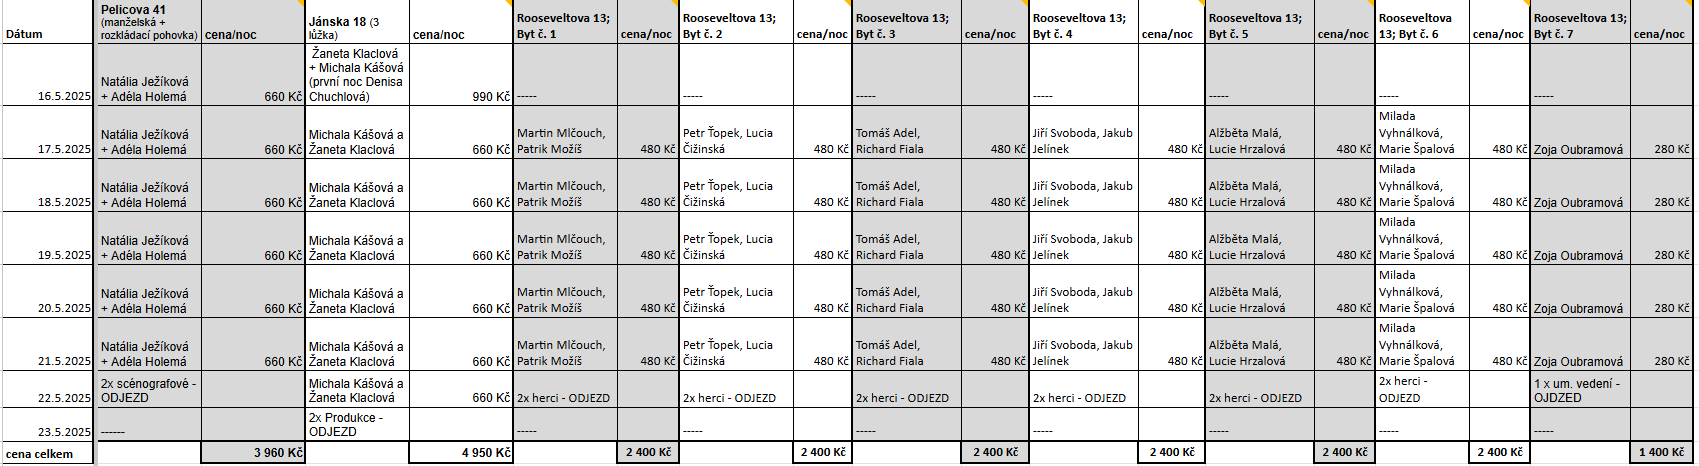 Dátum | Pelicova 41 (manželská + rozkládací pohovka) | cena/noc | Jánska 18 (3 lůžka) | cena/noc | Rooseveltova 13; Byt č. 1 | cena/noc | Rooseveltova 13; Byt č. 2 | cena/noc | Rooseveltova 13; Byt č. 3 | cena/noc | Rooseveltova 13; Byt č. 4 | cena/noc | Rooseveltova 13; Byt č. 5 | cena/noc | Rooseveltova 13; Byt č. 6 | cena/noc | Rooseveltova 13; Byt č. 7 | cena/noc
16.5.2025 | Natália Ježíková + Adéla Holemá | 660 Kč | Žaneta Klaclová + Michala Kášová (první noc Denisa Chuchlová) | 990 Kč | ----- | | ----- | | ----- | | ----- | | ----- | | ----- | | ----- |
17.5.2025 | Natália Ježíková + Adéla Holemá | 660 Kč | Michala Kášová a Žaneta Klaclová | 660 Kč | Martin Mlčouch, Patrik Možíš | 480 Kč | Petr Ťopek, Lucia Čižinská | 480 Kč | Tomáš Adel, Richard Fiala | 480 Kč | Jiří Svoboda, Jakub Jelínek | 480 Kč | Alžběta Malá, Lucie Hrzalová | 480 Kč | Milada Vyhnálková, Marie Špalová | 480 Kč | Zoja Oubramová | 280 Kč
18.5.2025 | Natália Ježíková + Adéla Holemá | 660 Kč | Michala Kášová a Žaneta Klaclová | 660 Kč | Martin Mlčouch, Patrik Možíš | 480 Kč | Petr Ťopek, Lucia Čižinská | 480 Kč | Tomáš Adel, Richard Fiala | 480 Kč | Jiří Svoboda, Jakub Jelínek | 480 Kč | Alžběta Malá, Lucie Hrzalová | 480 Kč | Milada Vyhnálková, Marie Špalová | 480 Kč | Zoja Oubramová | 280 Kč
19.5.2025 | Natália Ježíková + Adéla Holemá | 660 Kč | Michala Kášová a Žaneta Klaclová | 660 Kč | Martin Mlčouch, Patrik Možíš | 480 Kč | Petr Ťopek, Lucia Čižinská | 480 Kč | Tomáš Adel, Richard Fiala | 480 Kč | Jiří Svoboda, Jakub Jelínek | 480 Kč | Alžběta Malá, Lucie Hrzalová | 480 Kč | Milada Vyhnálková, Marie Špalová | 480 Kč | Zoja Oubramová | 280 Kč
20.5.2025 | Natália Ježíková + Adéla Holemá | 660 Kč | Michala Kášová a Žaneta Klaclová | 660 Kč | Martin Mlčouch, Patrik Možíš | 480 Kč | Petr Ťopek, Lucia Čižinská | 480 Kč | Tomáš Adel, Richard Fiala | 480 Kč | Jiří Svoboda, Jakub Jelínek | 480 Kč | Alžběta Malá, Lucie Hrzalová | 480 Kč | Milada Vyhnálková, Marie Špalová | 480 Kč | Zoja Oubramová | 280 Kč
21.5.2025 | Natália Ježíková + Adéla Holemá | 660 Kč | Michala Kášová a Žaneta Klaclová | 660 Kč | Martin Mlčouch, Patrik Možíš | 480 Kč | Petr Ťopek, Lucia Čižinská | 480 Kč | Tomáš Adel, Richard Fiala | 480 Kč | Jiří Svoboda, Jakub Jelínek | 480 Kč | Alžběta Malá, Lucie Hrzalová | 480 Kč | Milada Vyhnálková, Marie Špalová | 480 Kč | Zoja Oubramová | 280 Kč
22.5.2025 | 2x scénografové - ODJEZD | | Michala Kášová a Žaneta Klaclová | 660 Kč | 2x herci - ODJEZD | | 2x herci - ODJEZD | | 2x herci - ODJEZD | | 2x herci - ODJEZD | | 2x herci - ODJEZD | | 2x herci - ODJEZD | | 1 x um. vedení - OJDZED |
23.5.2025 | ------ | | 2x Produkce - ODJEZD | | ----- | | ----- | | ----- | | ----- | | ----- | | ----- | | ----- |
cena celkem | | 3 960 Kč | | 4 950 Kč | | 2 400 Kč | | 2 400 Kč | | 2 400 Kč | | 2 400 Kč | | 2 400 Kč | | 2 400 Kč | | 1 400 Kč